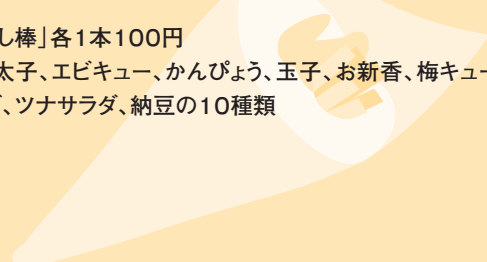 し棒」各1本100円
太子、エビキュー、かんぴょう、玉子、お新香、梅キュー
、ツナサラダ、納豆の10種類